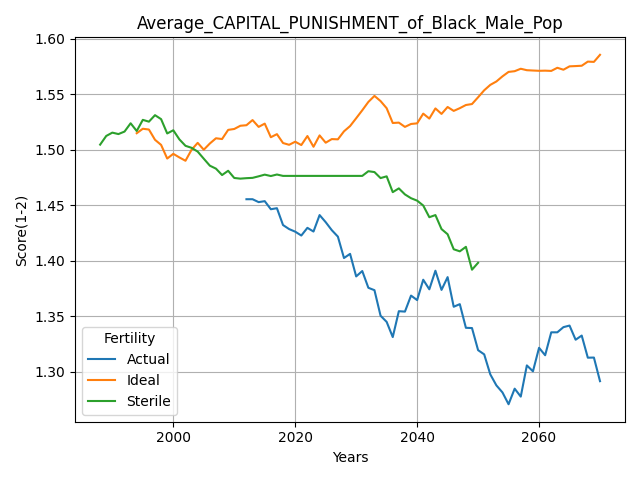 Average_CAPITAL_PUNISHMENT_of_Black_Male_Pop
1.60
1.55
1.50
1.45
1.40
1.35
1.30
Score(1-2)
Fertility
Actual
Ideal
Sterile
2000
2020
2040
2060
Years